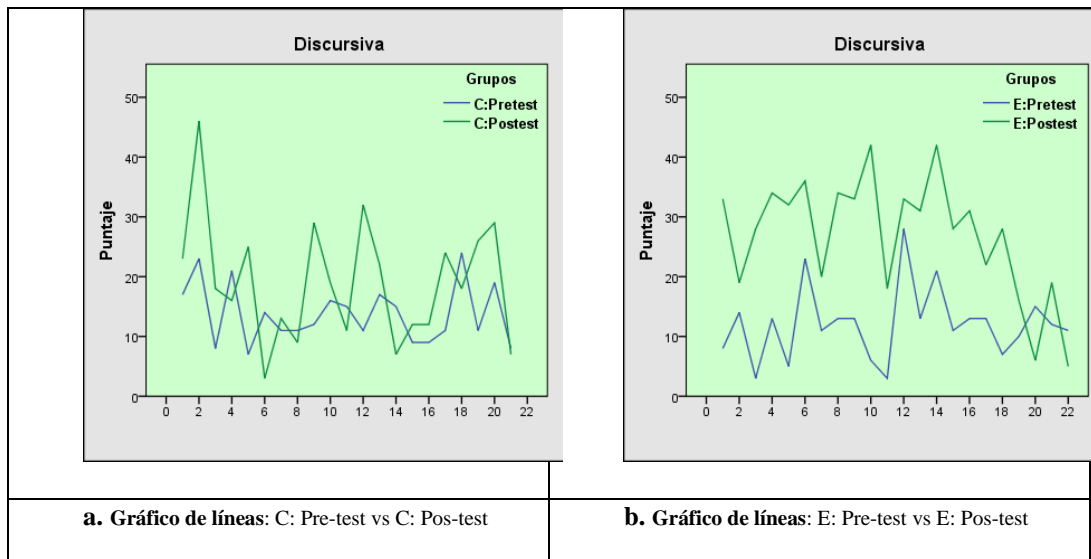 Discursiva
Grupos
C:Pretest
C:Postest
Puntaje
50
40
30
20
10
0
0 2 4 6 8 10 12 14 16 18 20 22
Discursiva
Grupos
E:Pretest
E:Postest
Puntaje
50
40
30
20
10
0
0 2 4 6 8 10 12 14 16 18 20 22
a. Gráfico de líneas: C: Pre-test vs C: Pos-test
b. Gráfico de líneas: E: Pre-test vs E: Pos-test